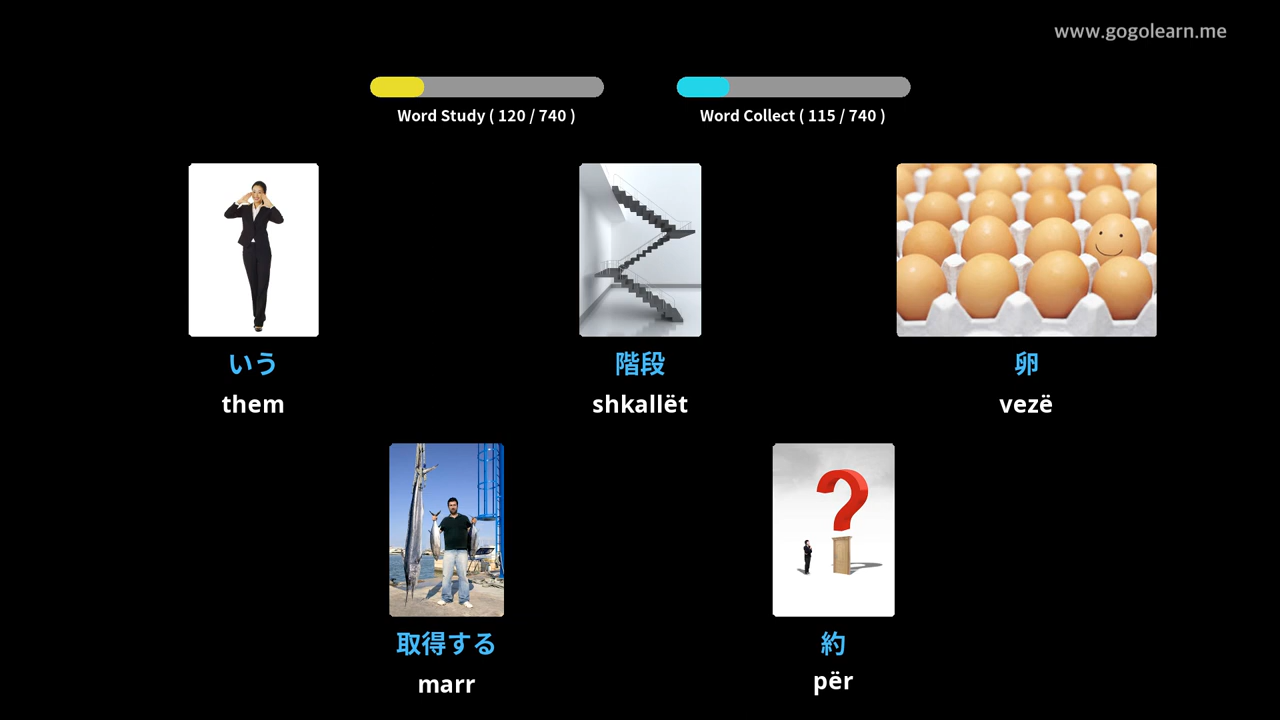 www.gogolearn.me
Word Study ( 120 / 740 )
Word Collect ( 115 / 740 )
いう
them
階段
shkallët
卵
vezë
取得する
marr
約
për